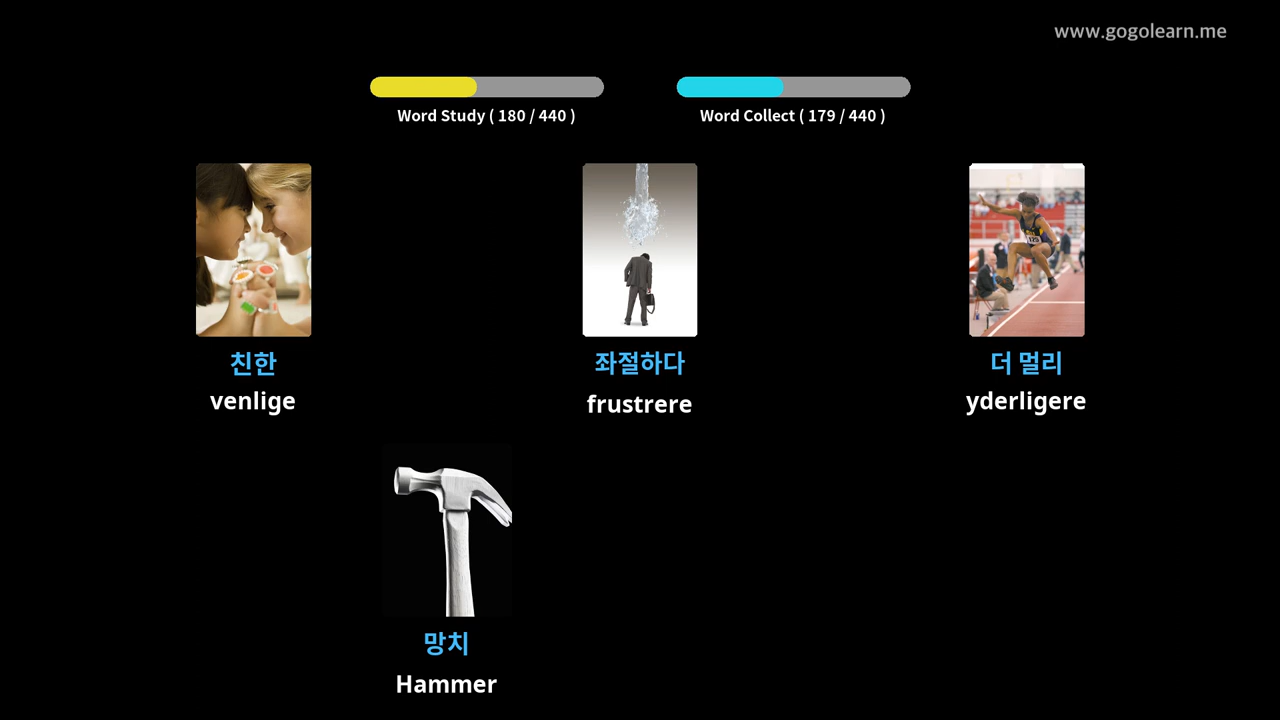 www.gogolearn.me
Word Study ( 180 / 440 )
Word Collect ( 179 / 440 )
친한
venlige
좌절하다
frustrere
더 멀리
yderligere
망치
Hammer